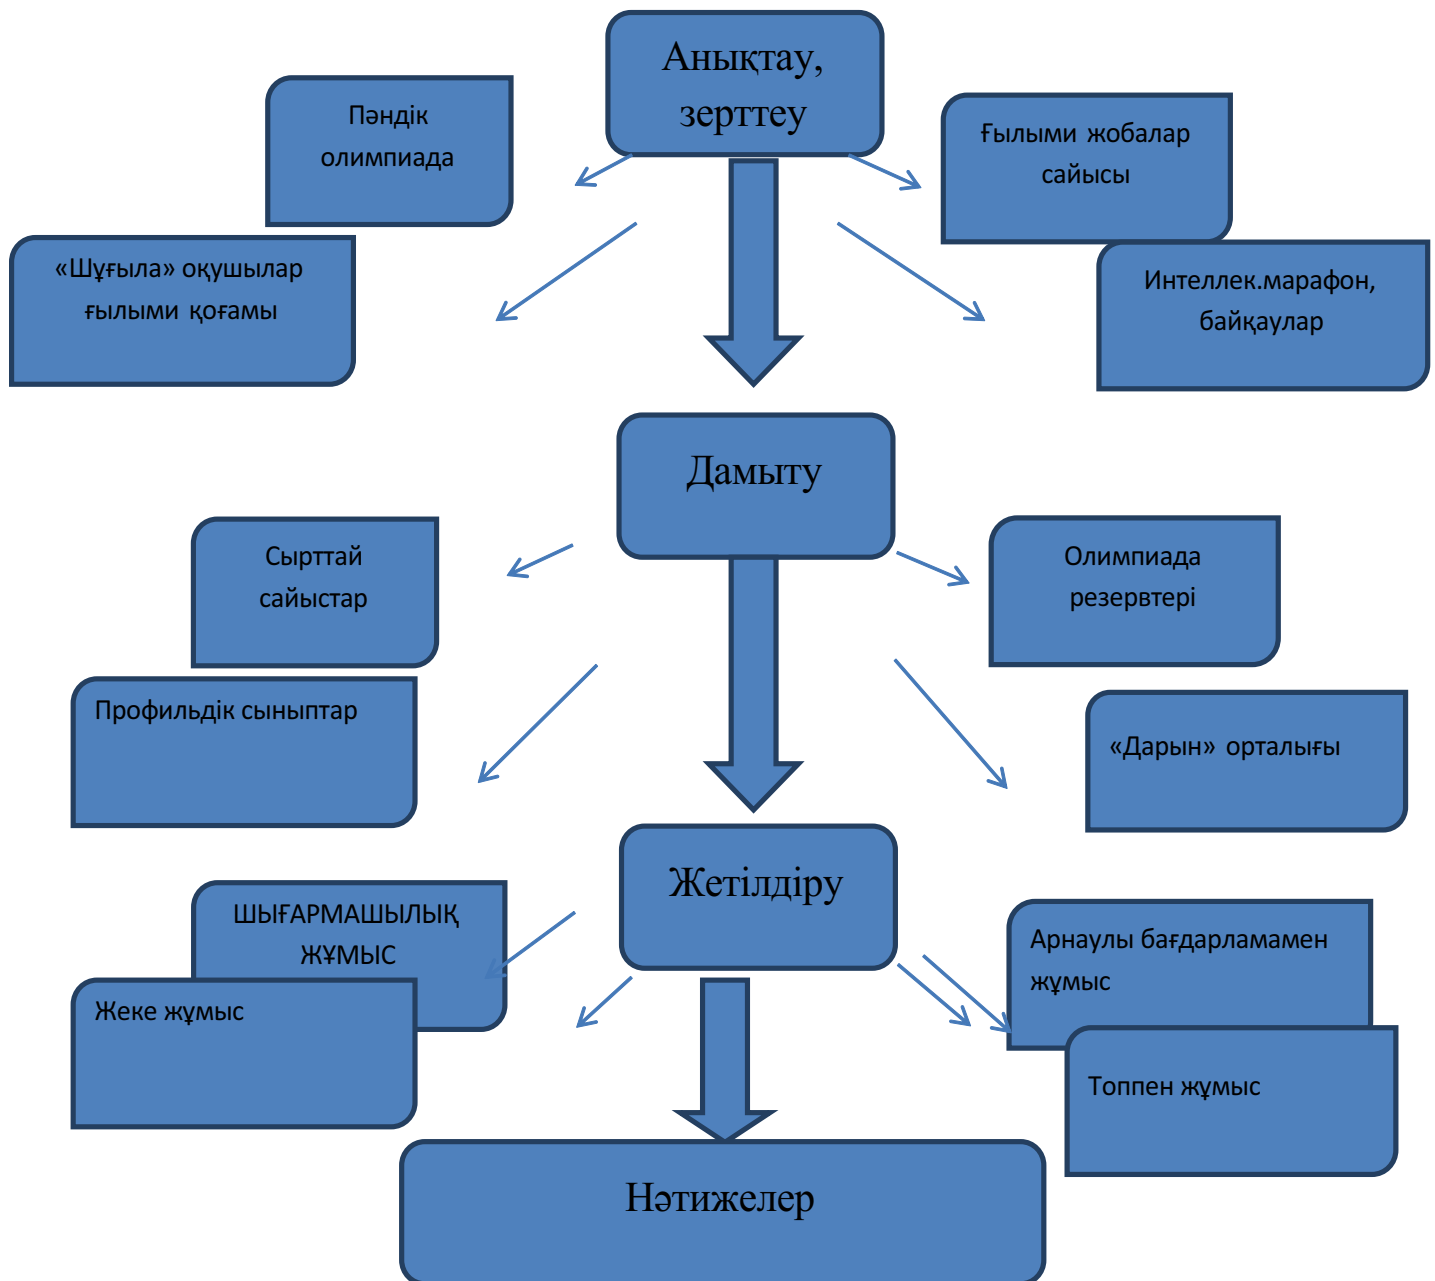 Анықтау,
зерттеу
Пәндік
олимпиада
Ғылыми жобалар
сайысы
«Шұғыла» оқушылар
ғылыми қоғамы
Интеллек.марафон,
байқаулар
Дамыту
Сырттай
сайыстар
Олимпиада
резервтері
Профильдік сыныптар
«Дарын» орталығы
Жетілдіру
ШЫҒАРМАШЫЛЫҚ
ЖҰМЫС
Арнаулы бағдарламамен
жұмыс
Жеке жұмыс
Топпен жұмыс
Нәтижелер